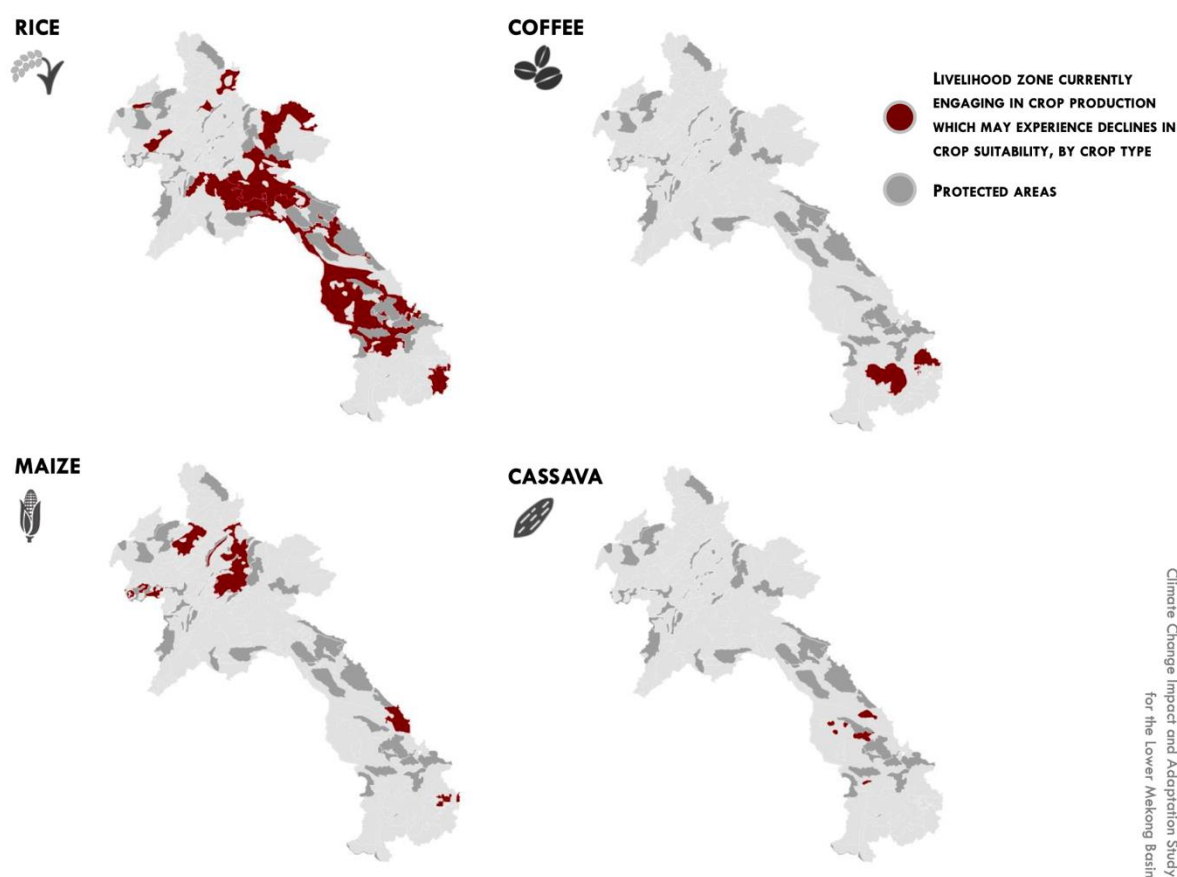 RICE
COFFEE
LIVELIHOOD ZONE CURRENTLY
ENGAGING IN CROP PRODUCTION
WHICH MAY EXPERIENCE DECLINES IN
CROP SUITABILITY, BY CROP TYPE
PROTECTED AREAS
MAIZE
CASSAVA
Climate Change Impact and Adaptation Study
for the Lower Mekong Basin